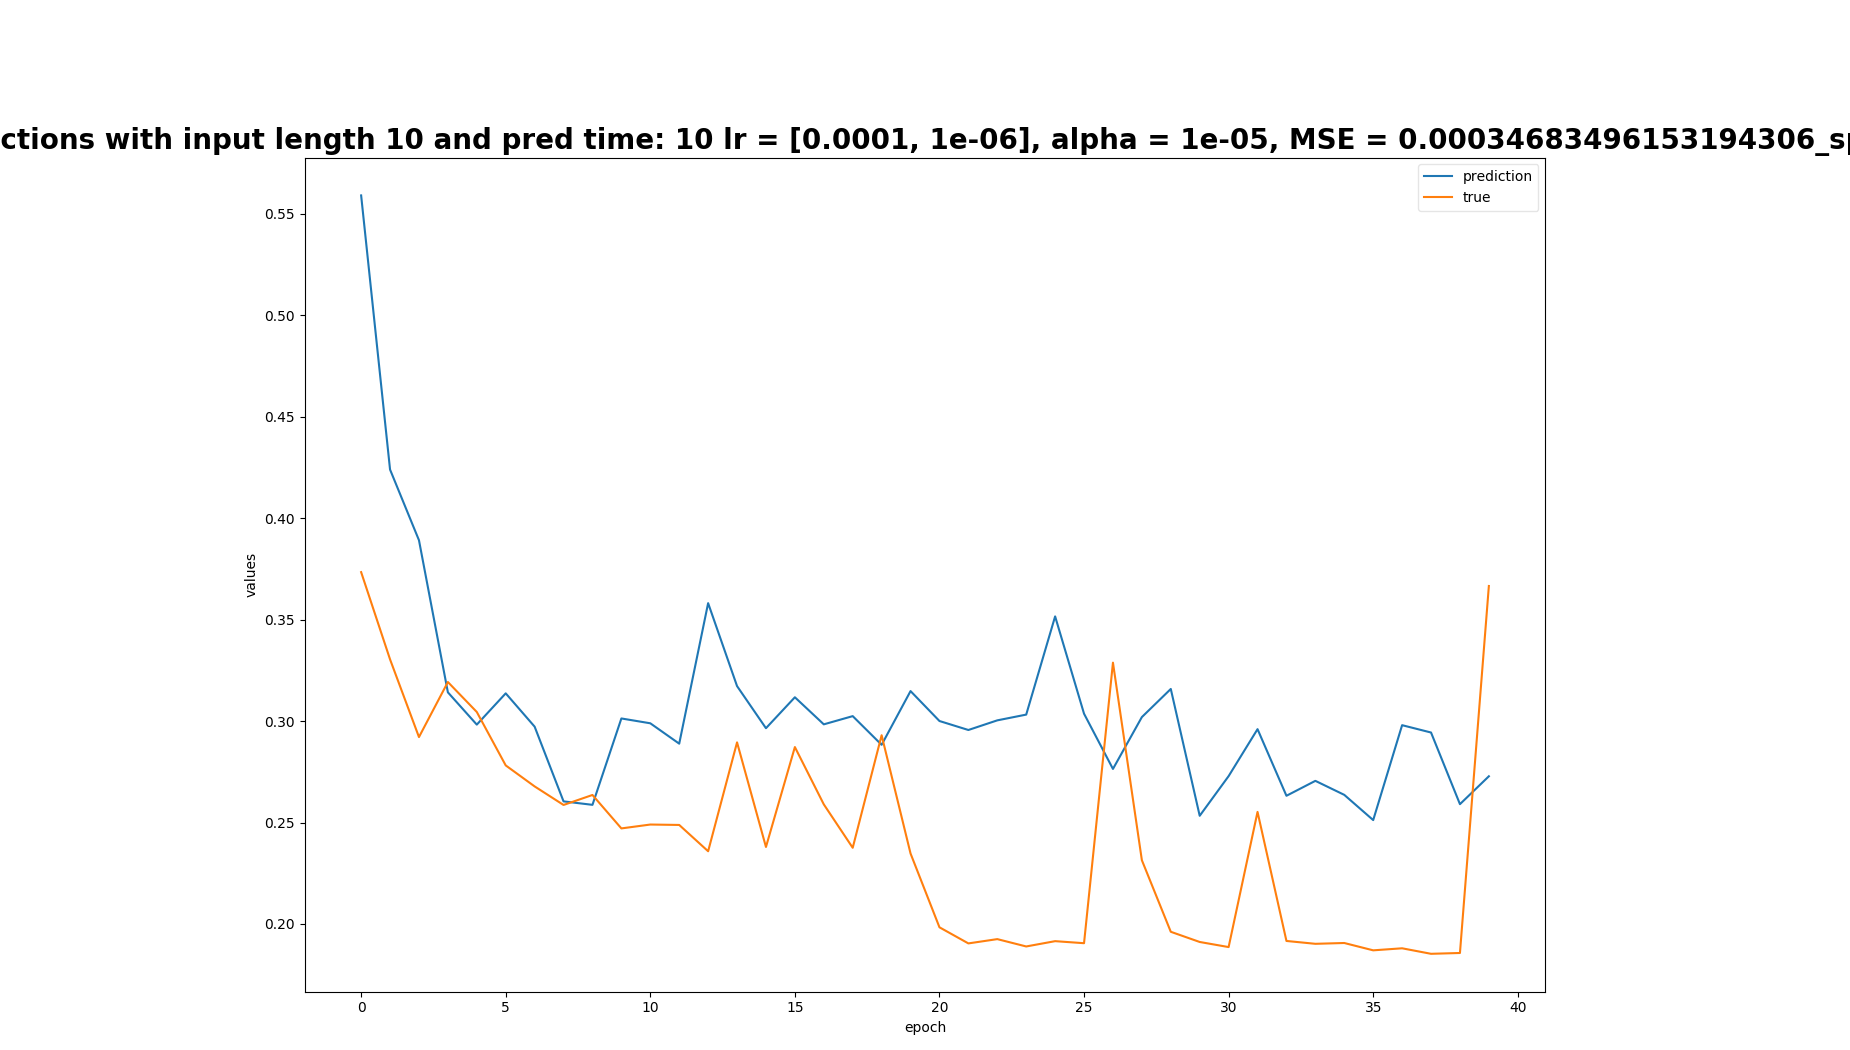 ctions with input length 10 and pred time: 10 lr = [0.0001, 1e-06], alpha = 1e-05, MSE = 0.00034683496153194306_sp
prediction
true
0.55
0.50
0.45
0.40
0.35
0.30
0.25
0.20
values
0 5 10 15 20 25 30 35 40
epoch